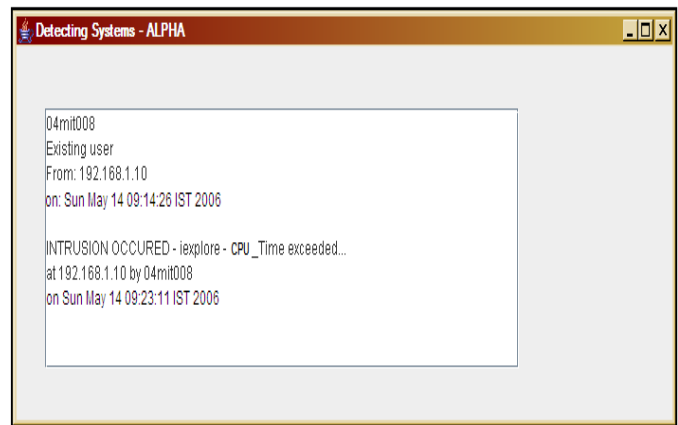 Detecting Systems - ALPHA
04mit008
Existing user
From: 192.168.1.10
on: Sun May 14 09:14:26 IST 2006
INTRUSION OCCURED - iexplore - CPU _Time exceeded...
at 192.168.1.10 by 04mit008
on Sun May 14 09:23:11 IST 2006